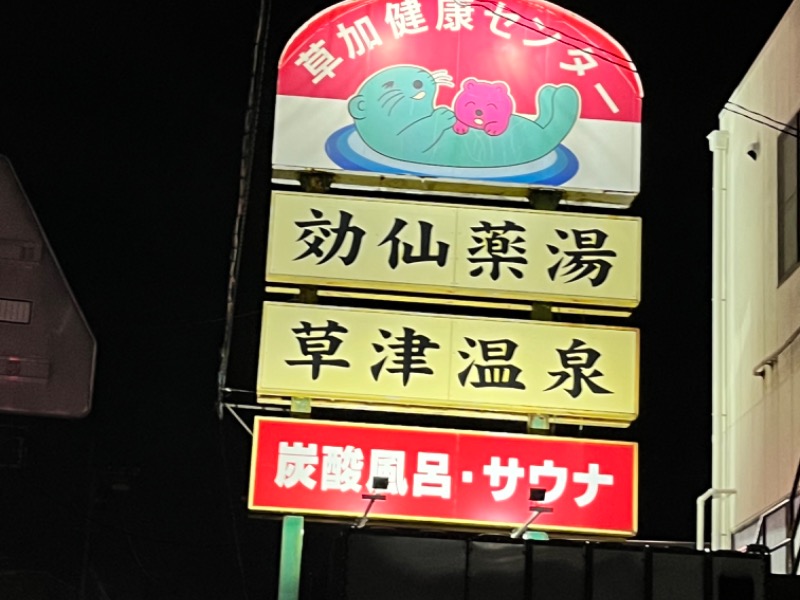 草加健康センター
効仙薬湯
草津温泉
炭酸風呂・サウナ